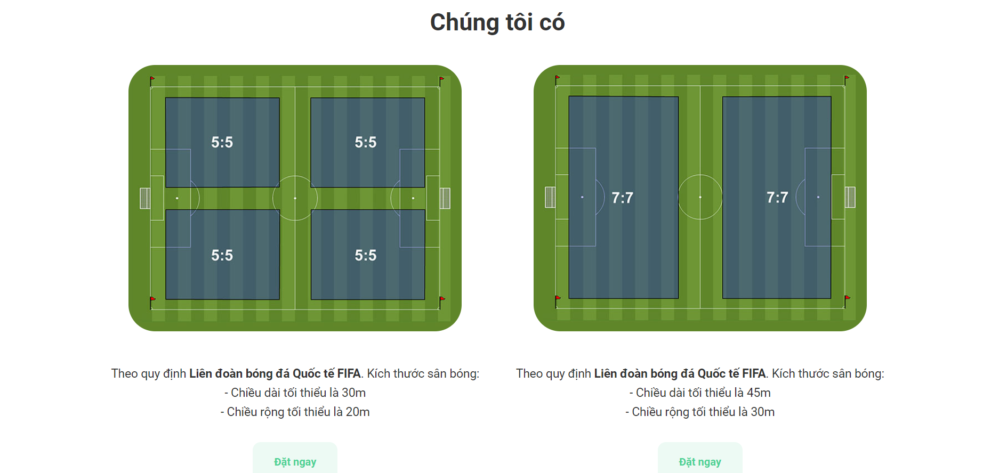 Chúng tôi có
5:5 5:5
5:5 5:5
Theo quy định Liên đoàn bóng đá Quốc tế FIFA. Kích thước sân bóng:
- Chiều dài tối thiểu là 30m
- Chiều rộng tối thiểu là 20m
Đặt ngay
7:7 7:7
Theo quy định Liên đoàn bóng đá Quốc tế FIFA. Kích thước sân bóng:
- Chiều dài tối thiểu là 45m
- Chiều rộng tối thiểu là 30m
Đặt ngay